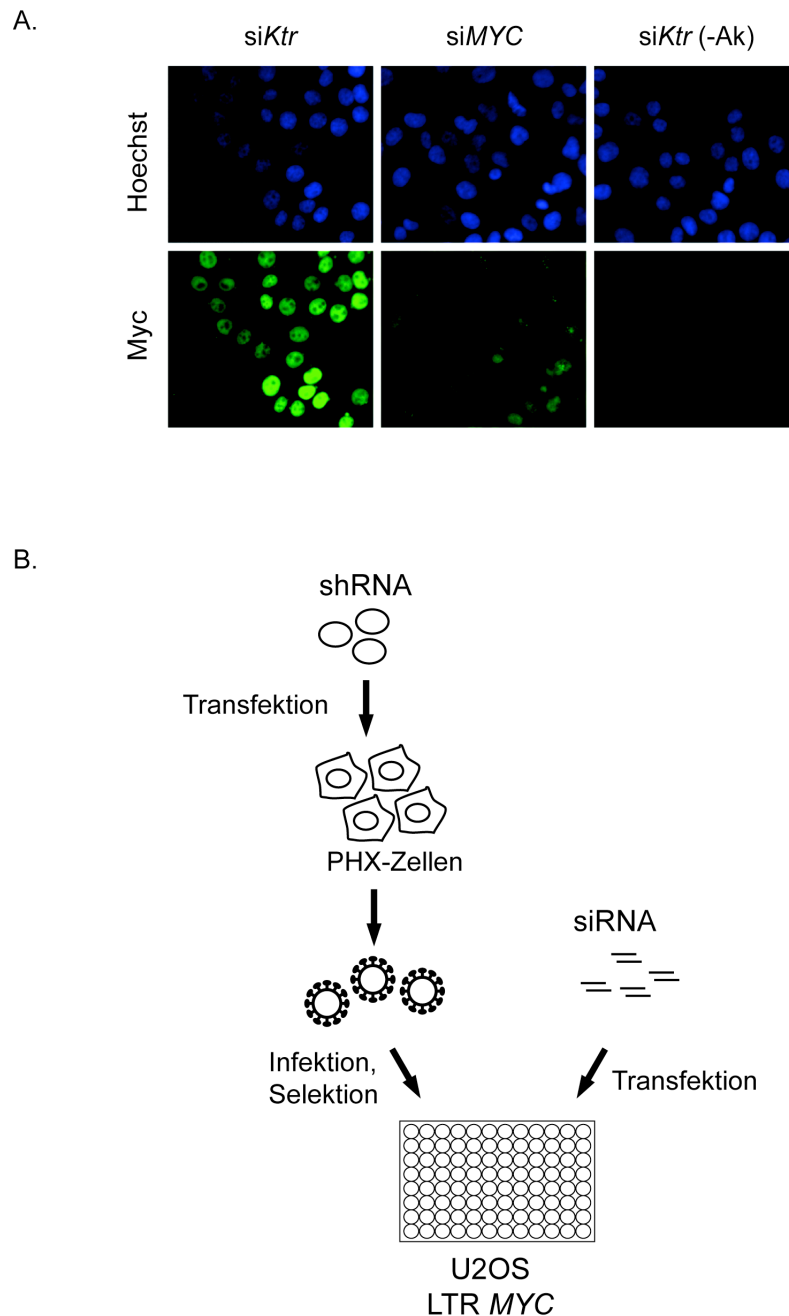 A.
siKtr
siMYC
siKtr (-Ak)
Hoechst
Myc
B.
shRNA
Transfektion
PHX-Zellen
siRNA
Infektion,
Selektion
Transfektion
U2OS
LTR MYC